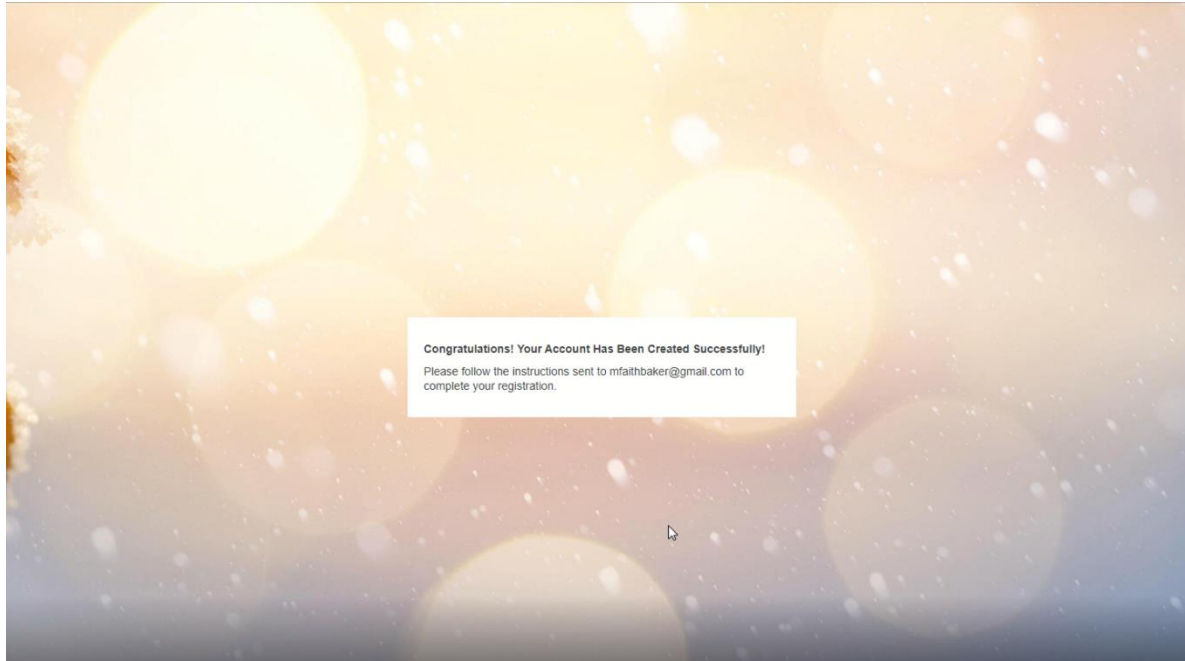 Congratulations! Your Account Has Been Created Successfully!
Please follow the instructions sent to mfaithbaker@gmail.com to
complete your registration.